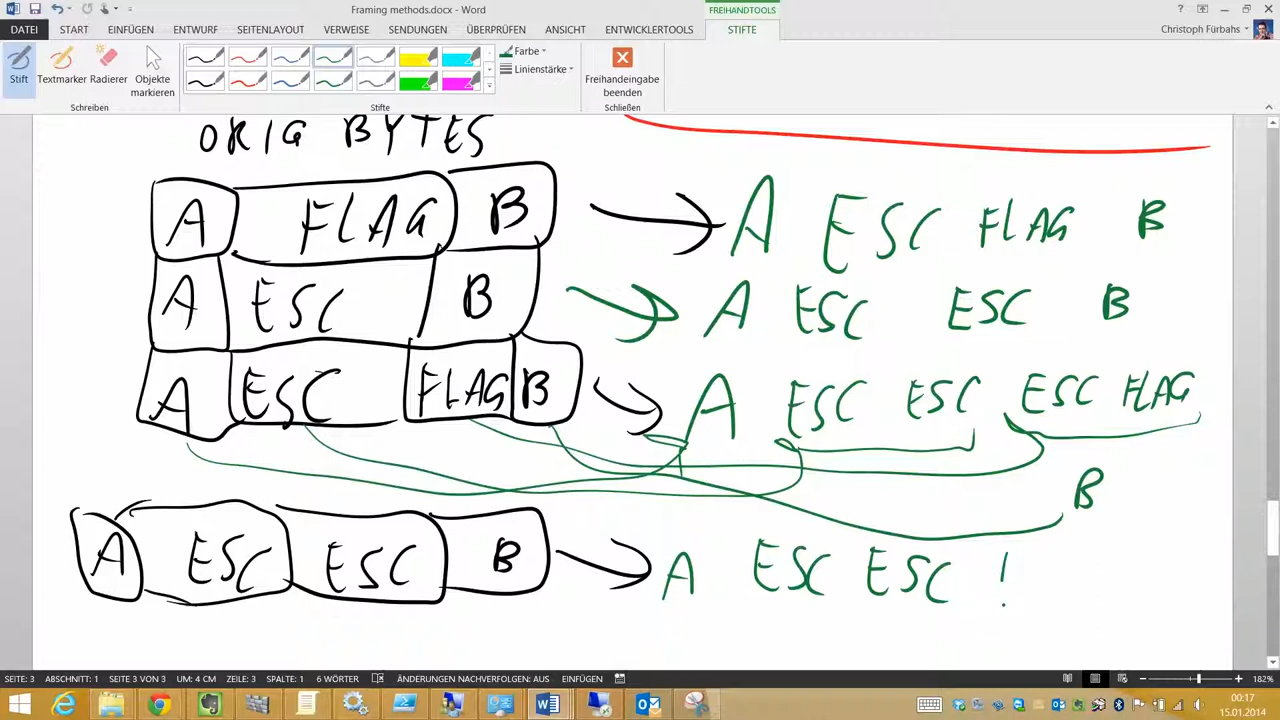 Framing methods.docx - Word
FREIHANDTOOLS
?
DATEI START EINFÜGEN ENTWURF SEITENLAYOUT VERWEISE SENDUNGEN ÜBERPRÜFEN ANSICHT ENTWICKLERTOOLS STIFTE Christoph Fürbahs
Stift Textmarker Radierer Objekte markieren
Farbe
Linienstärke
Freihandeingabe beenden
Schreiben Stifte Schließen
ORIG BYTES
A FLAG B A ESC FLAG B
A ESC B A ESC ESC B
A ESC FLAG B A ESC ESC ESC FLAG
B
A ESC ESC B A ESC ESC !
SEITE: 3 ABSCHNITT: 1 SEITE 3 VON 3 UM: 4 CM ZEILE: 3 SPALTE: 1 6 WÖRTER ÄNDERUNGEN NACHVERFOLGEN: AUS EINFÜGEN 182%
00:17
15.01.2014